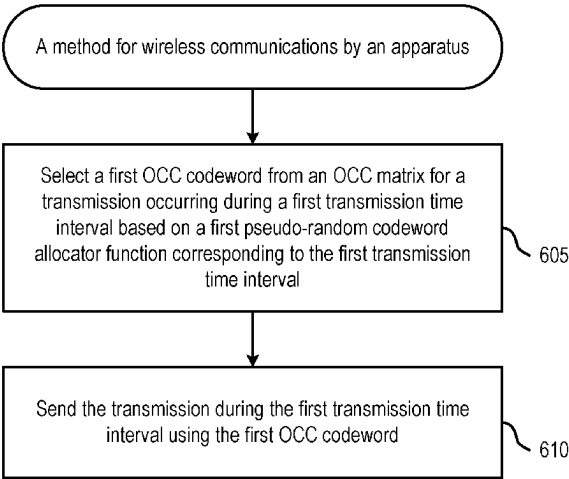 A method for wireless communications by an apparatus
Select a first OCC codeword from an OCC matrix for a
transmission occurring during a first transmission time
interval based on a first pseudo-random codeword
allocator function corresponding to the first transmission
time interval
605
Send the transmission during the first transmission time
interval using the first OCC codeword
610